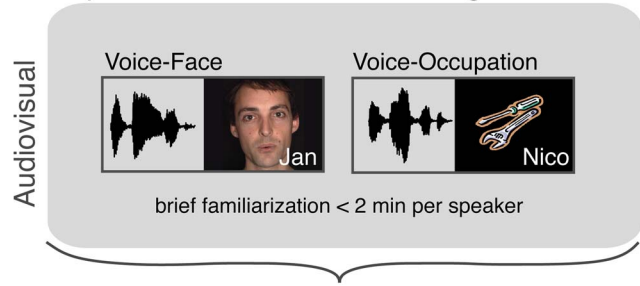 Voice-Face
Voice-Occupation
Audiovisual
Jan
Nico
brief familiarization < 2 min per speaker